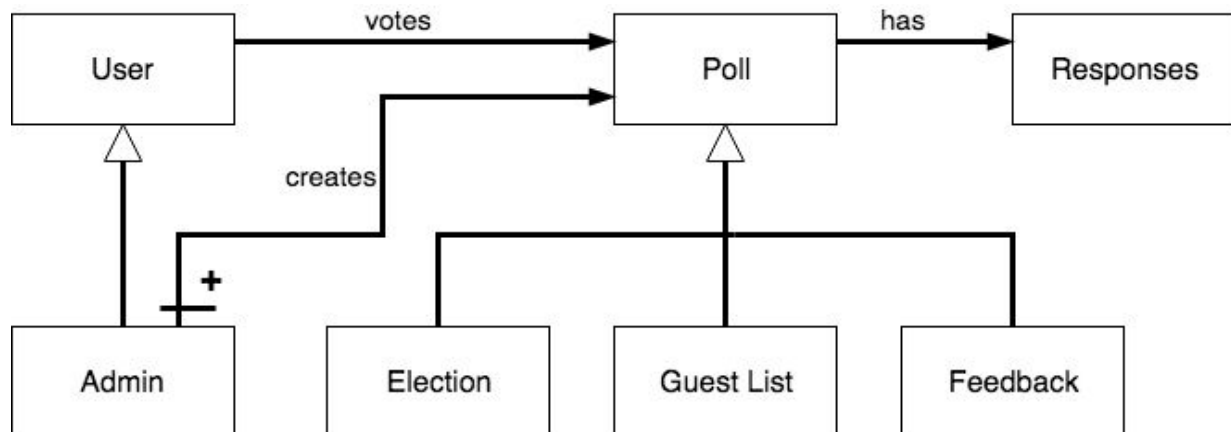 votes
has
User
Poll
Responses
creates
+
Admin
Election
Guest List
Feedback